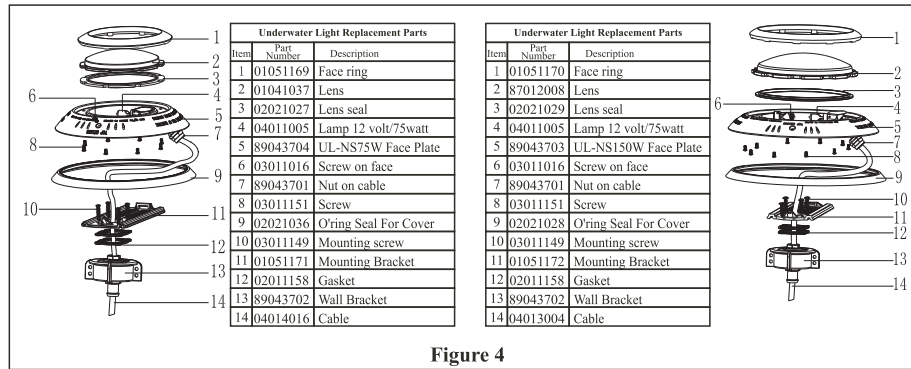 1
2
3
4
5
6
7
8
9
10
11
12
13
14
Underwater Light Replacement Parts
Item Part Number Description
1 01051169 Face ring
2 01041037 Lens
3 02021027 Lens seal
4 04011005 Lamp 12 volt/75watt
5 89043704 UL-NS75W Face Plate
6 03011016 Screw on face
7 89043701 Nut on cable
8 03011151 Screw
9 02021036 O'ring Seal For Cover
10 03011149 Mounting screw
11 01051171 Mounting Bracket
12 02011158 Gasket
13 89043702 Wall Bracket
14 04014016 Cable
Underwater Light Replacement Parts
Item Part Number Description
1 01051170 Face ring
2 87012008 Lens
3 02021029 Lens seal
4 04011005 Lamp 12 volt/75watt
5 89043703 UL-NS150W Face Plate
6 03011016 Screw on face
7 89043701 Nut on cable
8 03011151 Screw
9 02021028 O'ring Seal For Cover
10 03011149 Mounting screw
11 01051172 Mounting Bracket
12 02011158 Gasket
13 89043702 Wall Bracket
14 04013004 Cable
1
2
3
4
5
6
7
8
9
10
11
12
13
14
Figure 4